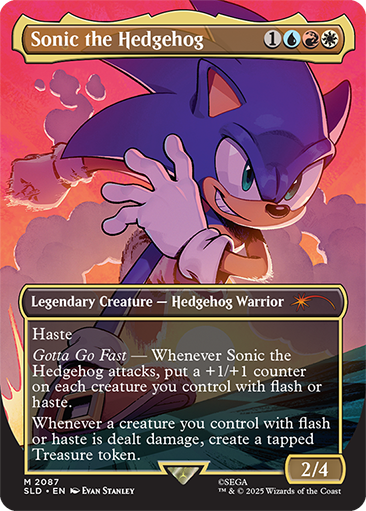 Sonic the Hedgehog 1
Legendary Creature — Hedgehog Warrior
Haste
Gotta Go Fast — Whenever Sonic the
Hedgehog attacks, put a +1/+1 counter
on each creature you control with flash or
haste.
Whenever a creature you control with flash
or haste is dealt damage, create a tapped
Treasure token.
2/4
M 2087
SLD • EN Evan Stanley
©SEGA
™ & © 2025 Wizards of the Coast